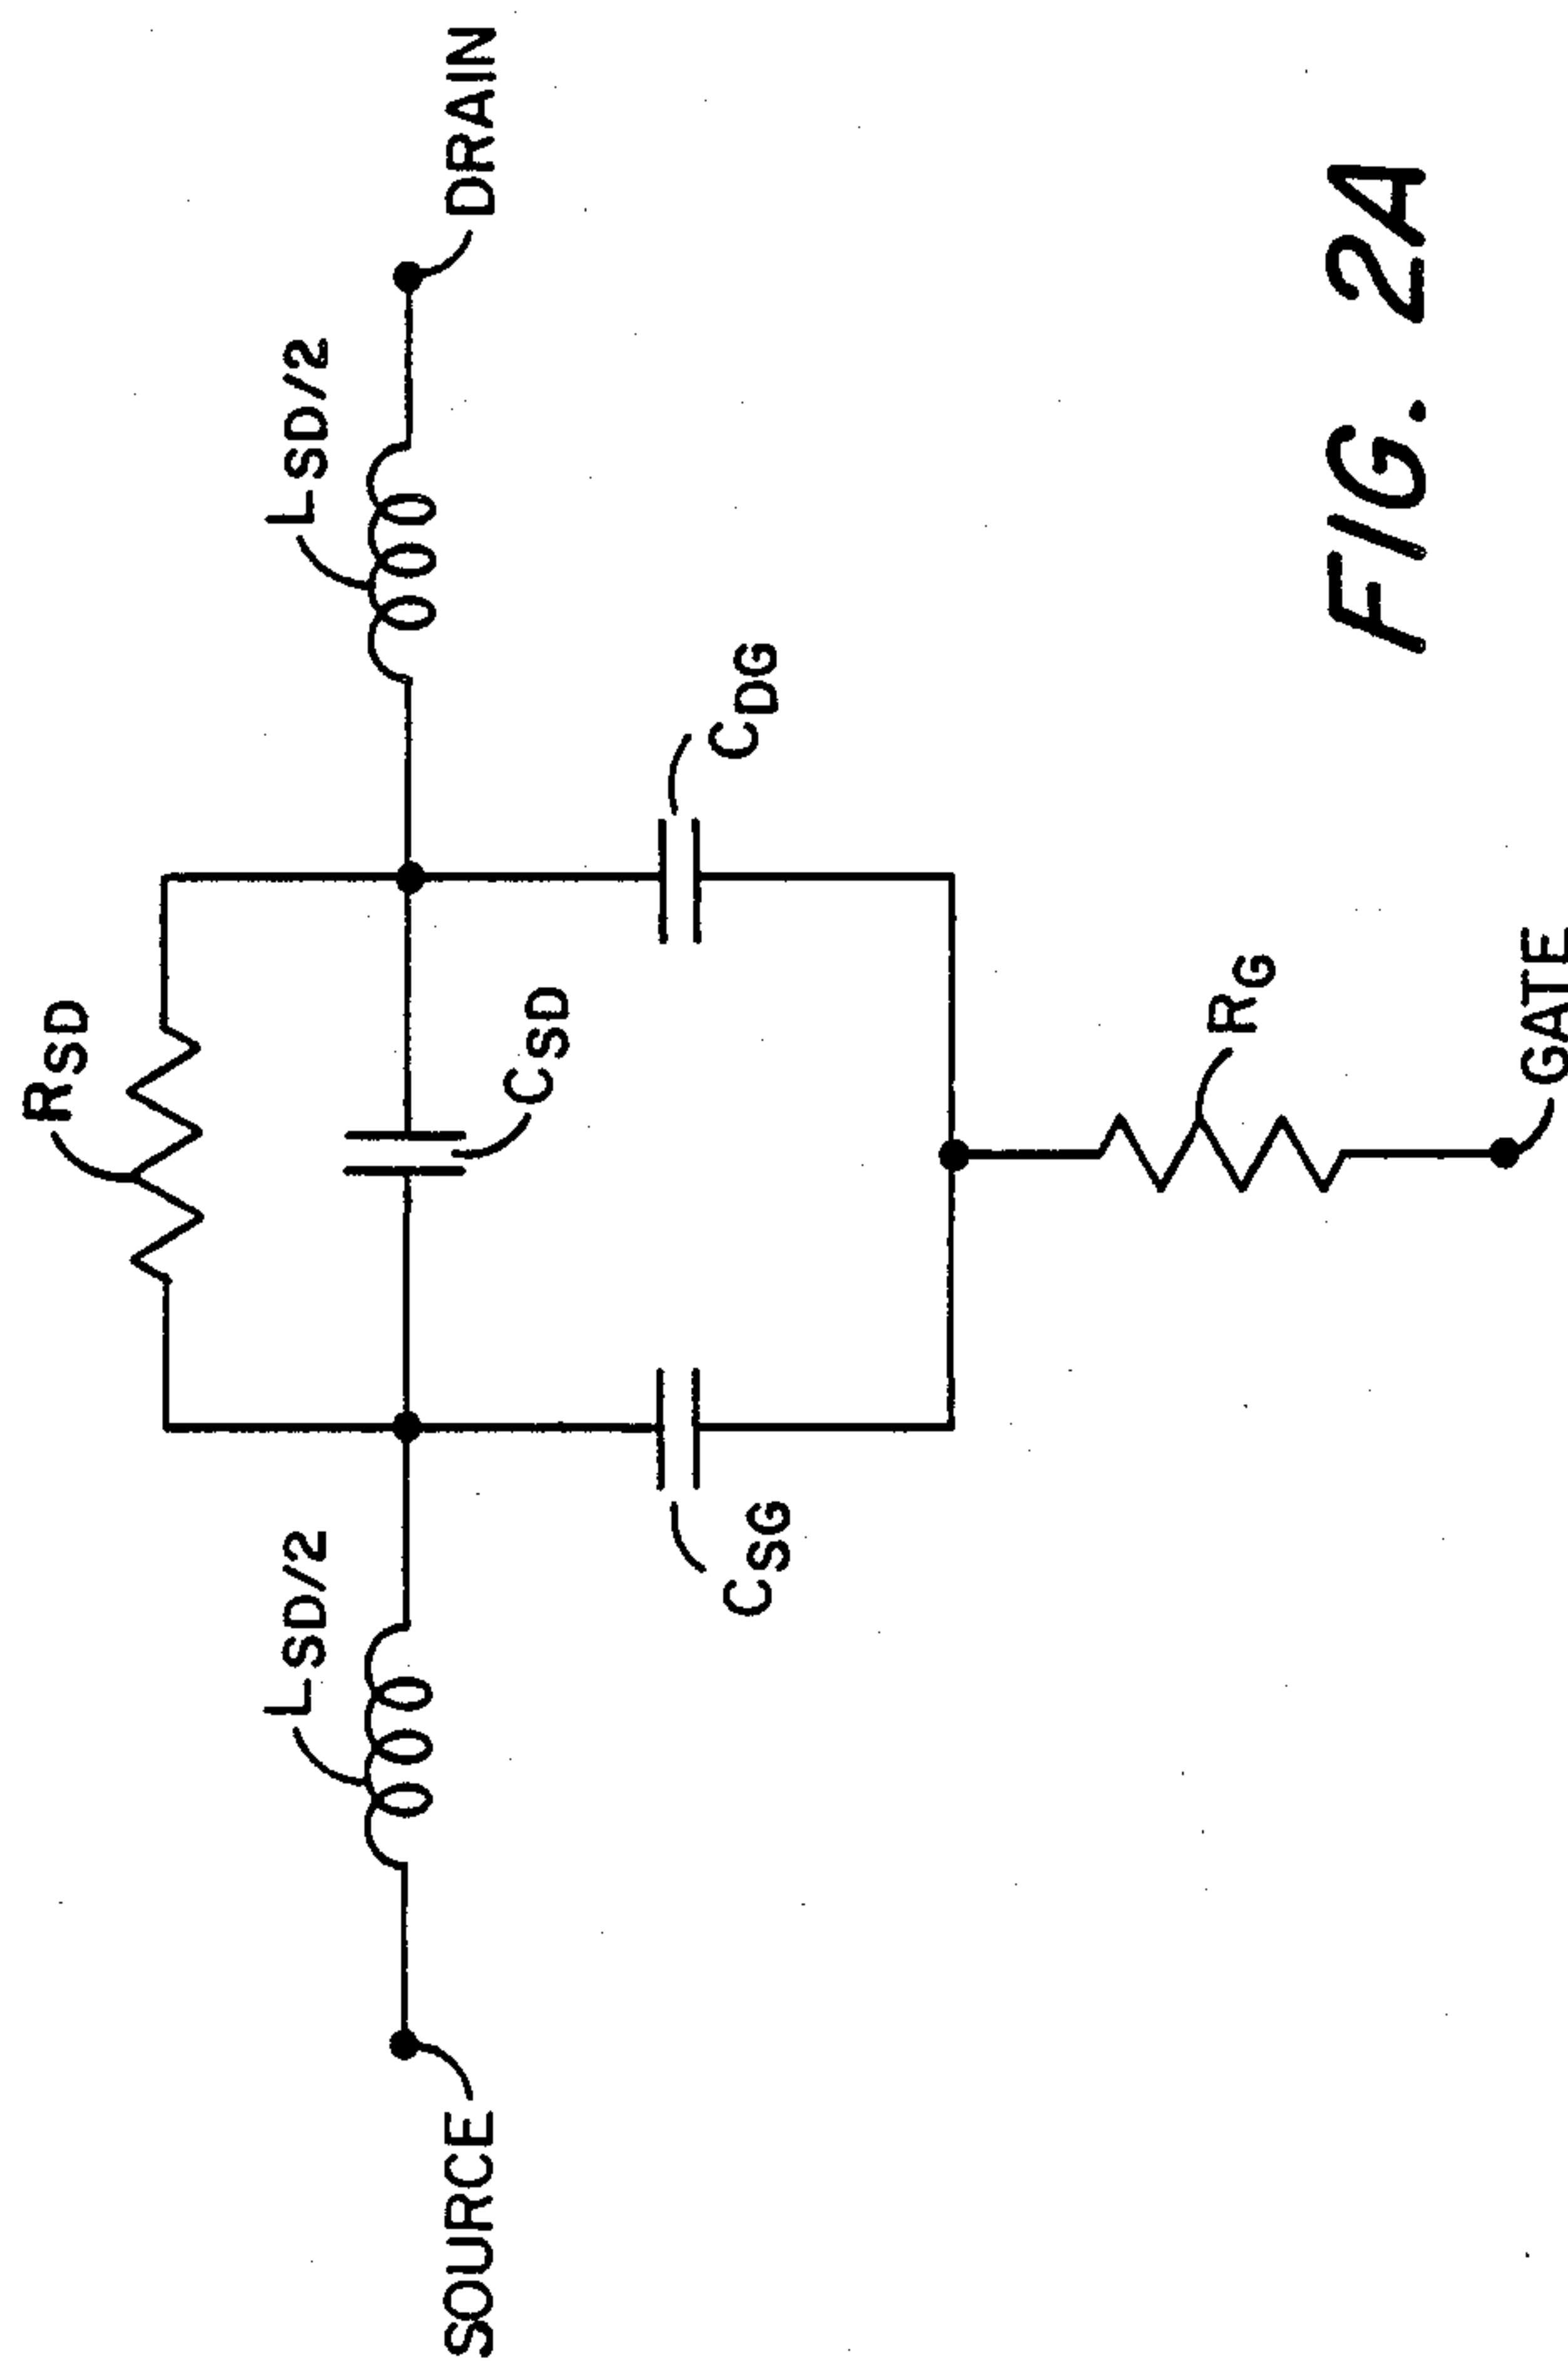 RSD
LSD/2
LSD/2
SOURCE
DRAIN
CSD
CSG
CDG
RG
GATE
FIG. 2A